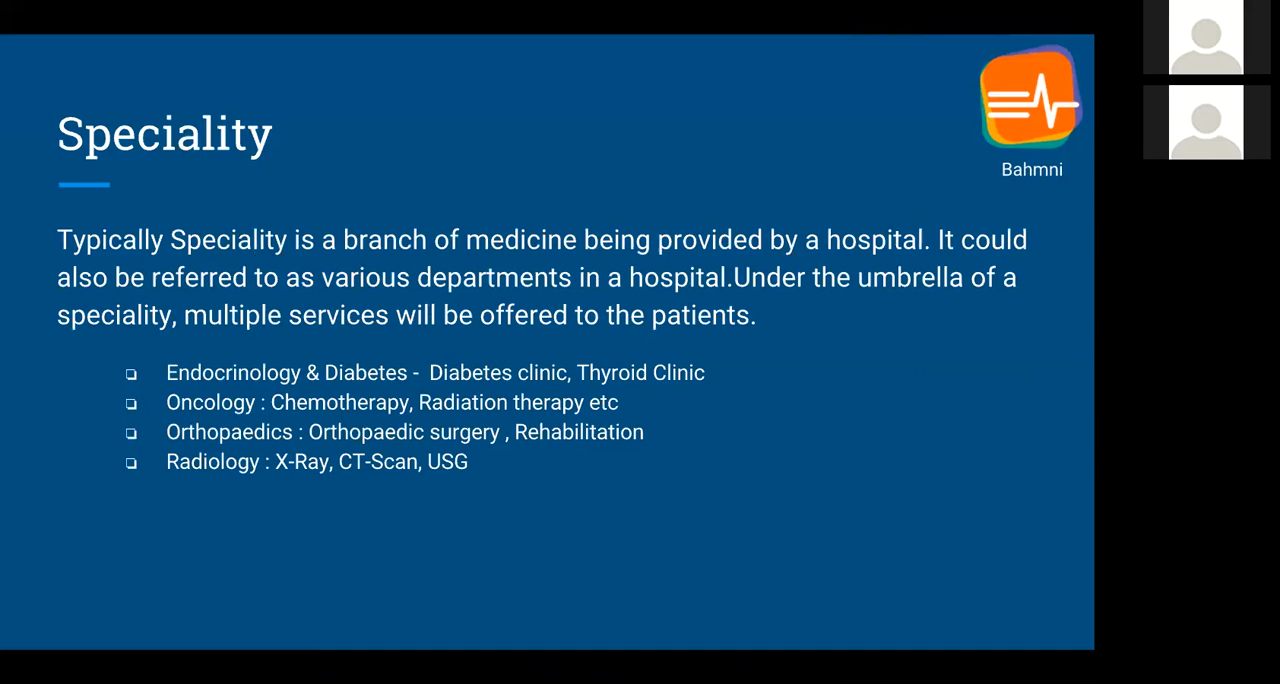 Speciality
Bahmni
Typically Speciality is a branch of medicine being provided by a hospital. It could
also be referred to as various departments in a hospital.Under the umbrella of a
speciality, multiple services will be offered to the patients.
❏ Endocrinology & Diabetes -  Diabetes clinic, Thyroid Clinic
❏ Oncology : Chemotherapy, Radiation therapy etc
❏ Orthopaedics : Orthopaedic surgery , Rehabilitation
❏ Radiology : X-Ray, CT-Scan, USG